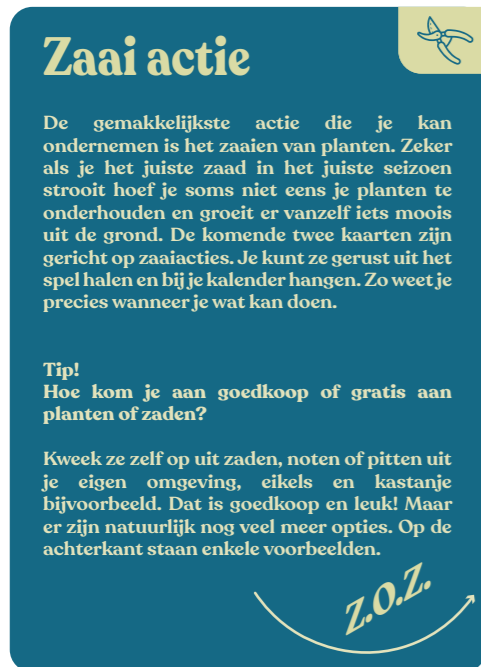 Zaai actie
De gemakkelijkste actie die je kan
ondernemen is het zaaien van planten. Zeker
als je het juiste zaad in het juiste seizoen
strooit hoef je soms niet eens je planten te
onderhouden en groeit er vanzelf iets moois
uit de grond. De komende twee kaarten zijn
gericht op zaaiacties. Je kunt ze gerust uit het
spel halen en bij je kalender hangen. Zo weet je
precies wanneer je wat kan doen.
Tip!
Hoe kom je aan goedkoop of gratis aan
planten of zaden?
Kweek ze zelf op uit zaden, noten of pitten uit
je eigen omgeving, eikels en kastanje
bijvoorbeeld. Dat is goedkoop en leuk! Maar
er zijn natuurlijk nog veel meer opties. Op de
achterkant staan enkele voorbeelden.
Z.O.Z.